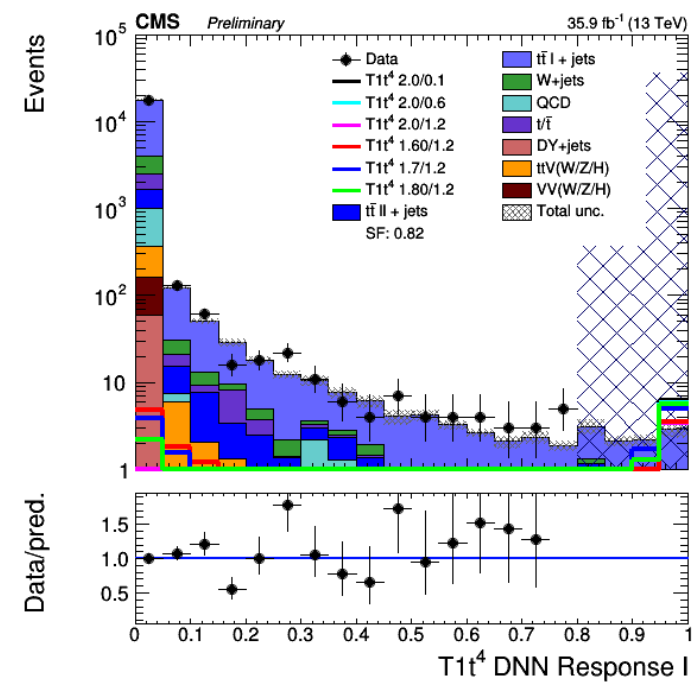 CMS Preliminary 35.9 fb⁻¹ (13 TeV)
Events
10⁵
10⁴
10³
10²
10
1
Data
T1t⁴ 2.0/0.1
T1t⁴ 2.0/0.6
T1t⁴ 2.0/1.2
T1t⁴ 1.60/1.2
T1t⁴ 1.7/1.2
T1t⁴ 1.80/1.2
tt̄ II + jets
SF: 0.82
tt̄ I + jets
W+jets
QCD
t/t̄
DY+jets
ttV(W/Z/H)
VV(W/Z/H)
Total unc.
Data/pred.
1.5
1.0
0.5
0 0.1 0.2 0.3 0.4 0.5 0.6 0.7 0.8 0.9 1
T1t⁴ DNN Response I